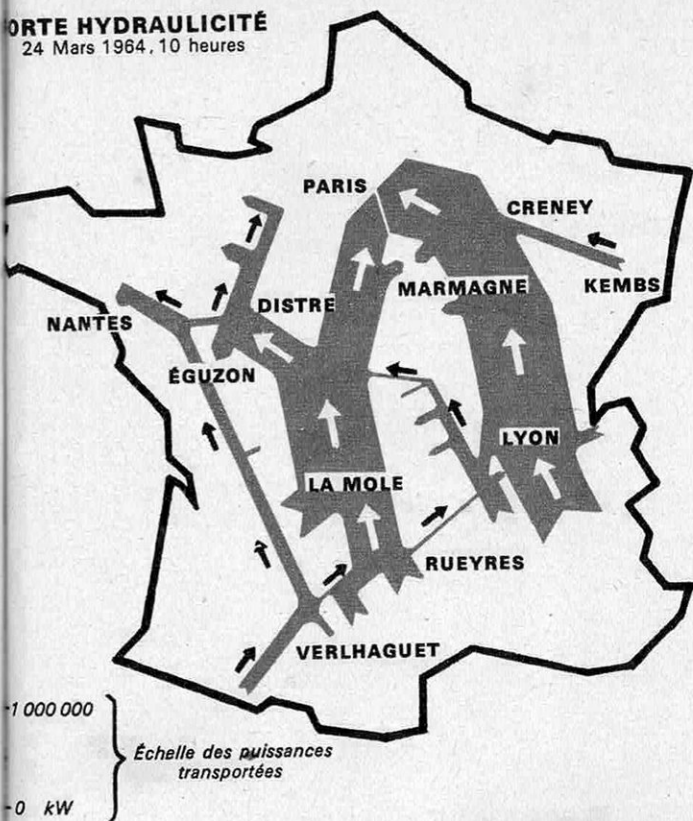 ORTE HYDRAULICITÉ
24 Mars 1964, 10 heures
PARIS
CRENEY
KEMBS
MARMAGNE
DISTRE
NANTES
ÉGUZON
LYON
LA MOLE
RUEYRES
VERLHAGUET
1 000 000
Échelle des puissances
transportées
0 kW